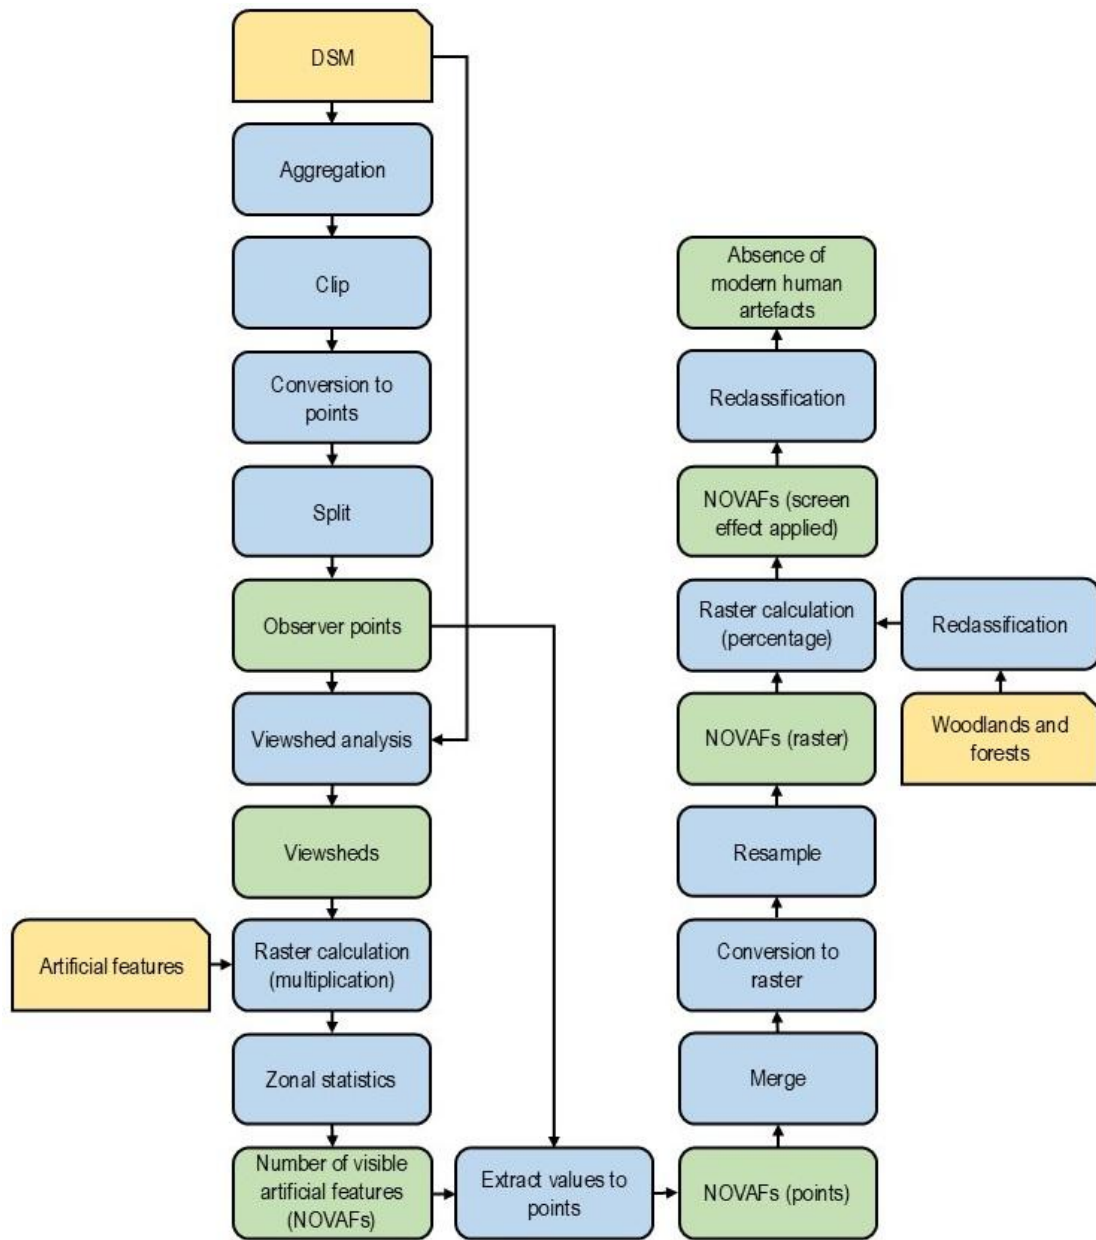 DSM
Aggregation
Clip
Conversion to
points
Split
Observer points
Viewshed analysis
Viewsheds
Artificial features
Raster calculation
(multiplication)
Zonal statistics
Number of visible
artificial features
(NOVAFs)
Extract values to
points
NOVAFs (points)
Merge
Conversion to
raster
Resample
NOVAFs (raster)
Woodlands and
forests
Reclassification
Raster calculation
(percentage)
NOVAFs (screen
effect applied)
Reclassification
Absence of
modern human
artefacts